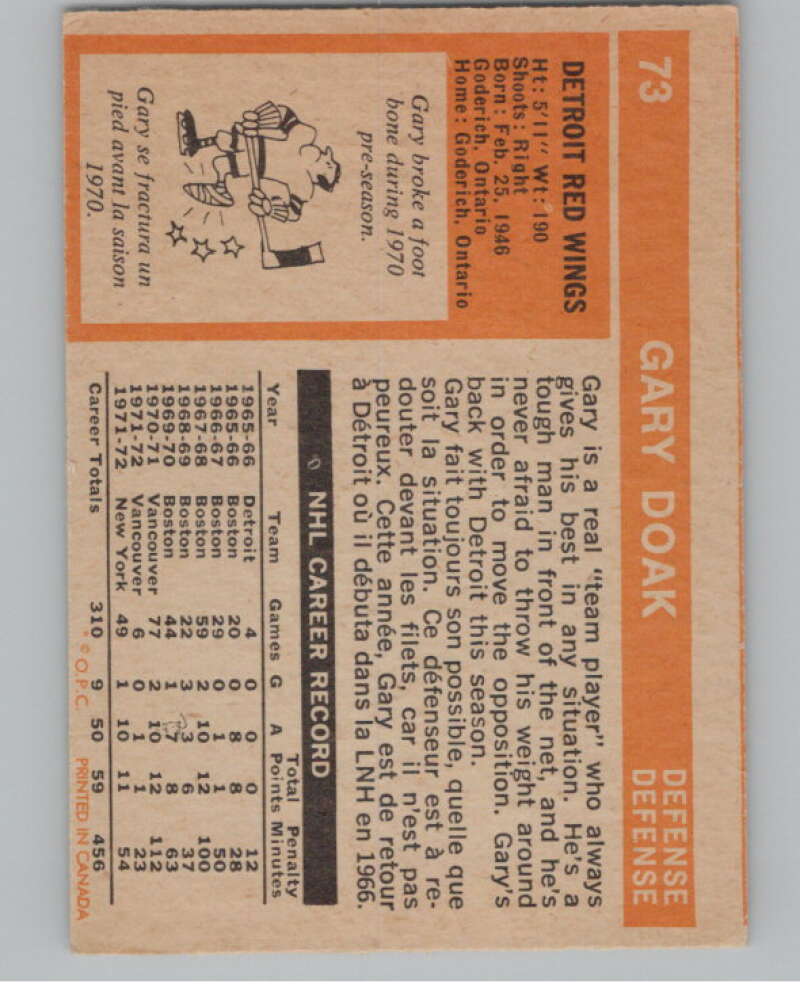 73
GARY DOAK
DEFENSE
DEFENSE
DETROIT RED WINGS
Ht: 5'11" Wt: 190
Shoots: Right
Born: Feb. 25, 1946
Goderich, Ontario
Home: Goderich, Ontario
Gary broke a foot
bone during 1970
pre-season.
Gary se fractura un
pied avant la saison
1970.
Gary is a real "team player" who always
gives his best in any situation. He's a
tough man in front of the net, and he's
never afraid to throw his weight around
in order to move the opposition. Gary's
back with Detroit this season.
Gary fait toujours son possible, quelle que
soit la situation. Ce défenseur est à re-
douter devant les filets, car il n'est pas
peureux. Cette année, Gary est de retour
à Détroit où il débuta dans la LNH en 1966.
NHL CAREER RECORD
Year Team Games G A Total Points Penalty Minutes
1965-66 Detroit 4 0 0 0 12
1965-66 Boston 20 0 8 8 28
1966-67 Boston 29 0 1 1 50
1967-68 Boston 59 2 10 12 100
1968-69 Boston 22 3 3 6 37
1969-70 Boston 44 1 7 8 63
1970-71 Vancouver 77 2 10 12 112
1971-72 Vancouver 6 0 1 1 23
1971-72 New York 49 1 10 11 54
Career Totals 310 9 50 59 456
* © O.P.C. PRINTED IN CANADA